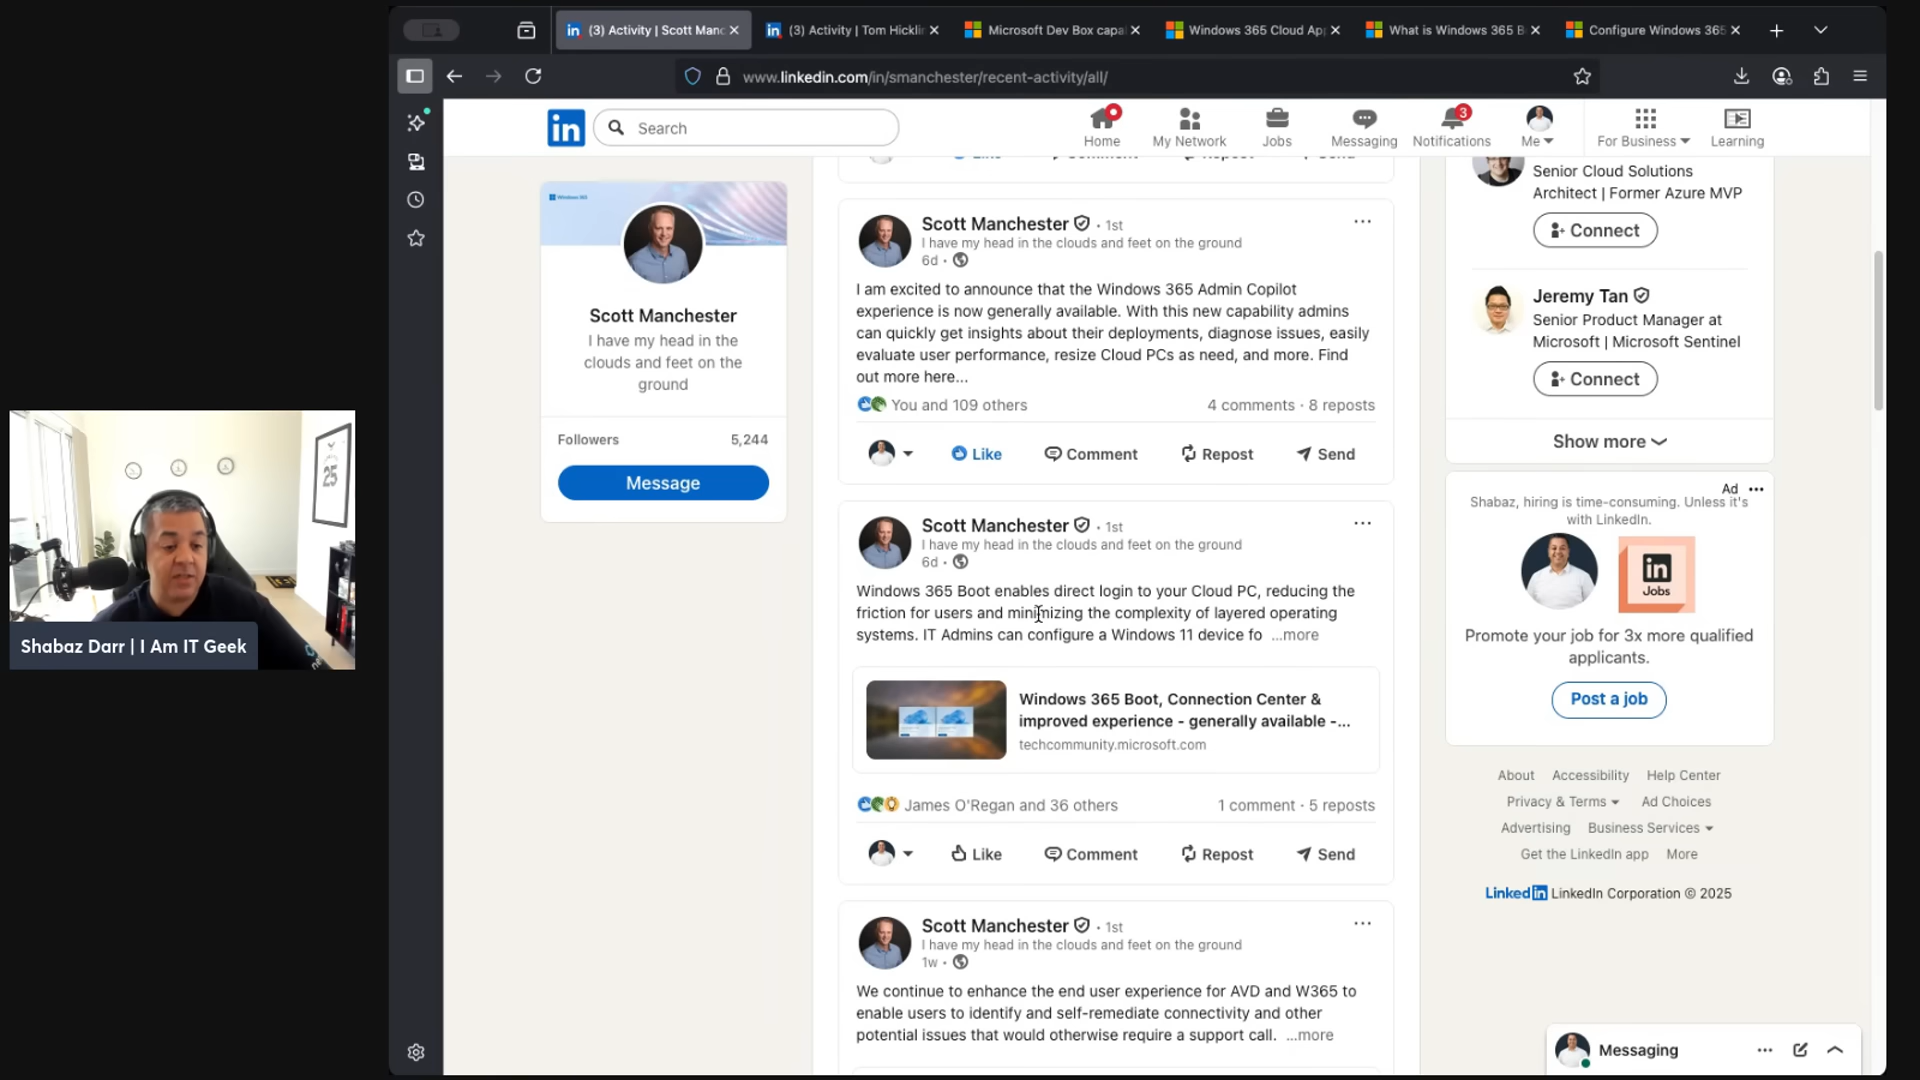 (3) Activity | Scott Manc
(3) Activity | Tom Hicklin
Microsoft Dev Box capa
Windows 365 Cloud Ap
What is Windows 365 B
Configure Windows 365
www.linkedin.com/in/smanchester/recent-activity/all/
in
Search
Home
My Network
Jobs
Messaging
3
Notifications
Me
For Business
Learning
Windows 365
Scott Manchester
I have my head in the
clouds and feet on the
ground
Followers 5,244
Message
Like Comment Repost Send
Scott Manchester • 1st
I have my head in the clouds and feet on the ground
6d •
I am excited to announce that the Windows 365 Admin Copilot
experience is now generally available. With this new capability admins
can quickly get insights about their deployments, diagnose issues, easily
evaluate user performance, resize Cloud PCs as need, and more. Find
out more here...
You and 109 others 4 comments · 8 reposts
Like Comment Repost Send
Scott Manchester • 1st
I have my head in the clouds and feet on the ground
6d •
Windows 365 Boot enables direct login to your Cloud PC, reducing the
friction for users and minimizing the complexity of layered operating
systems. IT Admins can configure a Windows 11 device fo ...more
Windows 365 Boot, Connection Center &
improved experience - generally available -...
techcommunity.microsoft.com
James O'Regan and 36 others 1 comment · 5 reposts
Like Comment Repost Send
Scott Manchester • 1st
I have my head in the clouds and feet on the ground
1w •
We continue to enhance the end user experience for AVD and W365 to
enable users to identify and self-remediate connectivity and other
potential issues that would otherwise require a support call. ...more
Senior Cloud Solutions
Architect | Former Azure MVP
Connect
Jeremy Tan
Senior Product Manager at
Microsoft | Microsoft Sentinel
Connect
Show more
Ad
Shabaz, hiring is time-consuming. Unless it's
with LinkedIn.
in
Jobs
Promote your job for 3x more qualified
applicants.
Post a job
About Accessibility Help Center
Privacy & Terms Ad Choices
Advertising Business Services
Get the LinkedIn app More
LinkedIn LinkedIn Corporation © 2025
Messaging
25
Shabaz Darr | I Am IT Geek